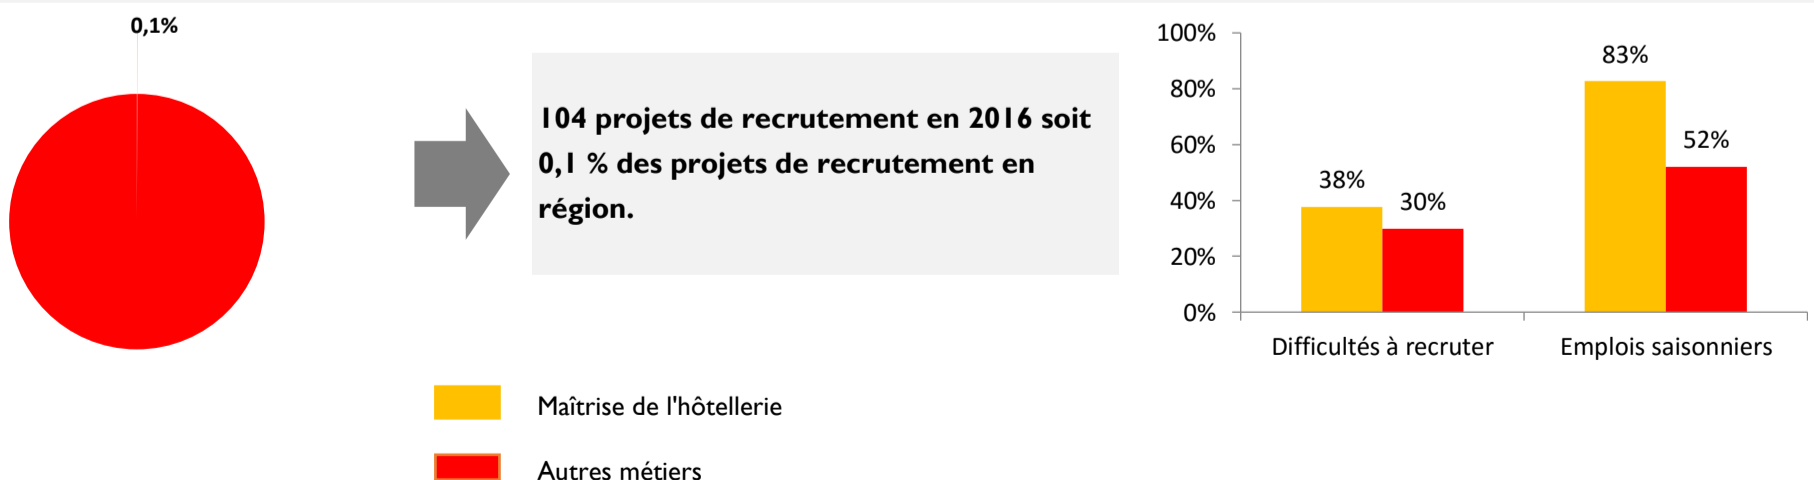 0,1%
104 projets de recrutement en 2016 soit
0,1 % des projets de recrutement en
région.
100%
80%
60%
40%
20%
0%
38%
30%
83%
52%
Difficultés à recruter
Emplois saisonniers
Maîtrise de l'hôtellerie
Autres métiers